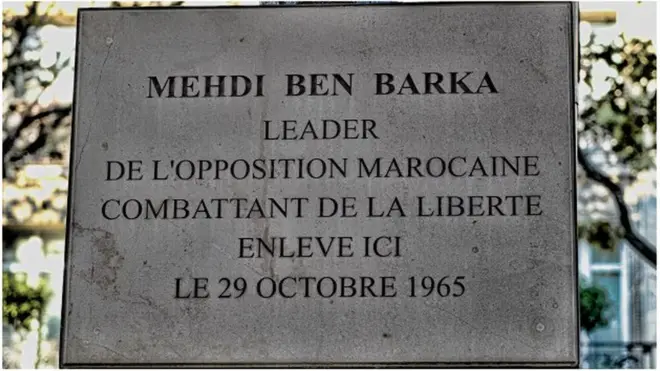 MEHDI BEN BARKA
LEADER
DE L'OPPOSITION MAROCAINE
COMBATTANT DE LA LIBERTE
ENLEVE ICI
LE 29 OCTOBRE 1965